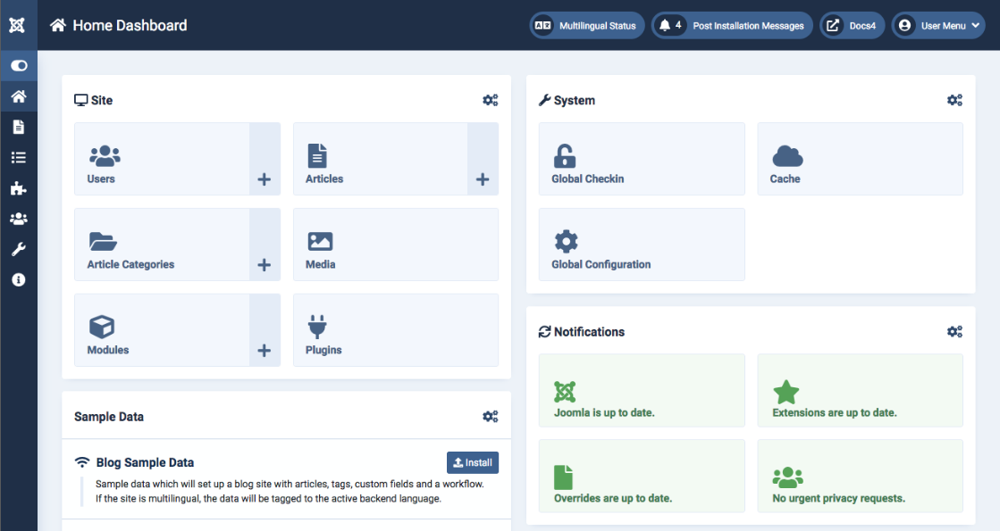 Home Dashboard
Multilingual Status
4 Post Installation Messages
Docs4
User Menu
Site
Users
Articles
Article Categories
Media
Modules
Plugins
Sample Data
Blog Sample Data
Install
Sample data which will set up a blog site with articles, tags, custom fields and a workflow.
If the site is multilingual, the data will be tagged to the active backend language.
System
Global Checkin
Cache
Global Configuration
Notifications
Joomla is up to date.
Extensions are up to date.
Overrides are up to date.
No urgent privacy requests.